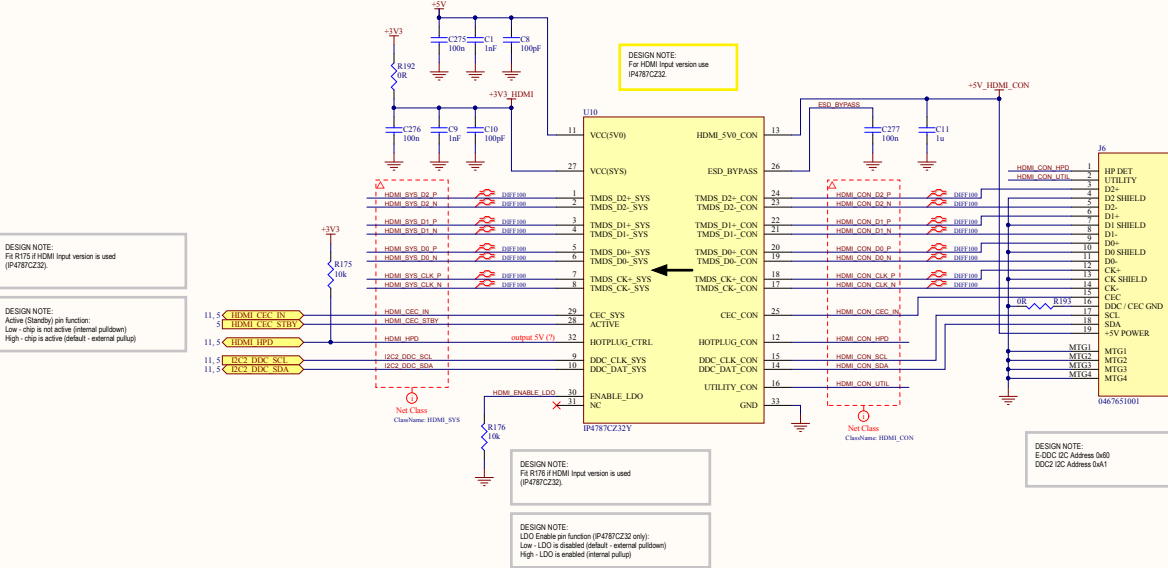 +5V
C275
100n
C1
1nF
C8
100pF
+3V3
R192
0R
+3V3_HDMI
C276
100n
C9
1nF
C10
100pF
DESIGN NOTE:
For HDMI Input version use
IP4787CZ32.
+5V_HDMI_CON
ESD_BYPASS
C277
100n
C11
1u
U10
11 VCC(5V0) HDMI_5V0_CON 13
27 VCC(SYS) ESD_BYPASS 26
HDMI_SYS_D2_P DIFF100 1 TMDS_D2+_SYS TMDS_D2+_CON 24 HDMI_CON_D2_P DIFF100
HDMI_SYS_D2_N 2 TMDS_D2-_SYS TMDS_D2-_CON 23 HDMI_CON_D2_N DIFF100
HDMI_SYS_D1_P DIFF100 3 TMDS_D1+_SYS TMDS_D1+_CON 22 HDMI_CON_D1_P DIFF100
HDMI_SYS_D1_N DIFF100 4 TMDS_D1-_SYS TMDS_D1-_CON 21 HDMI_CON_D1_N DIFF100
HDMI_SYS_D0_P DIFF100 5 TMDS_D0+_SYS TMDS_D0+_CON 20 HDMI_CON_D0_P DIFF100
HDMI_SYS_D0_N DIFF100 6 TMDS_D0-_SYS TMDS_D0-_CON 19 HDMI_CON_D0_N DIFF100
HDMI_SYS_CLK_P DIFF100 7 TMDS_CK+_SYS TMDS_CK+_CON 18 HDMI_CON_CLK_P DIFF100
HDMI_SYS_CLK_N DIFF100 8 TMDS_CK-_SYS TMDS_CK-_CON 17 HDMI_CON_CLK_N DIFF100
11, 5 HDMI_CEC_IN HDMI_CEC_IN 29 CEC_SYS CEC_CON 25 HDMI_CON_CEC_IN
5 HDMI_CEC_STBY HDMI_CEC_STBY 28 ACTIVE
11, 5 HDMI_HPD HDMI_HPD output 5V (?) 32 HOTPLUG_CTRL HOTPLUG_CON 12 HDMI_CON_HPD
11, 5 I2C2_DDC_SCL I2C2_DDC_SCL 9 DDC_CLK_SYS DDC_CLK_CON 15 HDMI_CON_SCL
11, 5 I2C2_DDC_SDA I2C2_DDC_SDA 10 DDC_DAT_SYS DDC_DAT_CON 14 HDMI_CON_SDA
UTILITY_CON 16 HDMI_CON_UTIL
HDMI_ENABLE_LDO 30 ENABLE_LDO
31 NC GND 33
IP4787CZ32Y
+3V3
R175
10k
R176
10k
Net Class
ClassName: HDMI_SYS
Net Class
ClassName: HDMI_CON
DESIGN NOTE:
Fit R175 if HDMI Input version is used
(IP4787CZ32).
DESIGN NOTE:
Active (Standby) pin function:
Low - chip is not active (internal pulldown)
High - chip is active (default - external pullup)
J6
HDMI_CON_HPD 1 HP DET
HDMI_CON_UTIL 2 UTILITY
3 D2+
4 D2 SHIELD
5 D2-
6 D1+
7 D1 SHIELD
8 D1-
9 D0+
10 D0 SHIELD
11 D0-
12 CK+
13 CK SHIELD
14 CK-
15 CEC
0R R193 16 DDC / CEC GND
17 SCL
18 SDA
19 +5V POWER
MTG1 MTG1
MTG2 MTG2
MTG3 MTG3
MTG4 MTG4
0467651001
DESIGN NOTE:
Fit R176 if HDMI Input version is used
(IP4787CZ32).
DESIGN NOTE:
LDO Enable pin function (IP4787CZ32 only):
Low - LDO is disabled (default - external pulldown)
High - LDO is enabled (internal pullup)
DESIGN NOTE:
E-DDC I2C Address 0x60
DDC2 I2C Address 0xA1